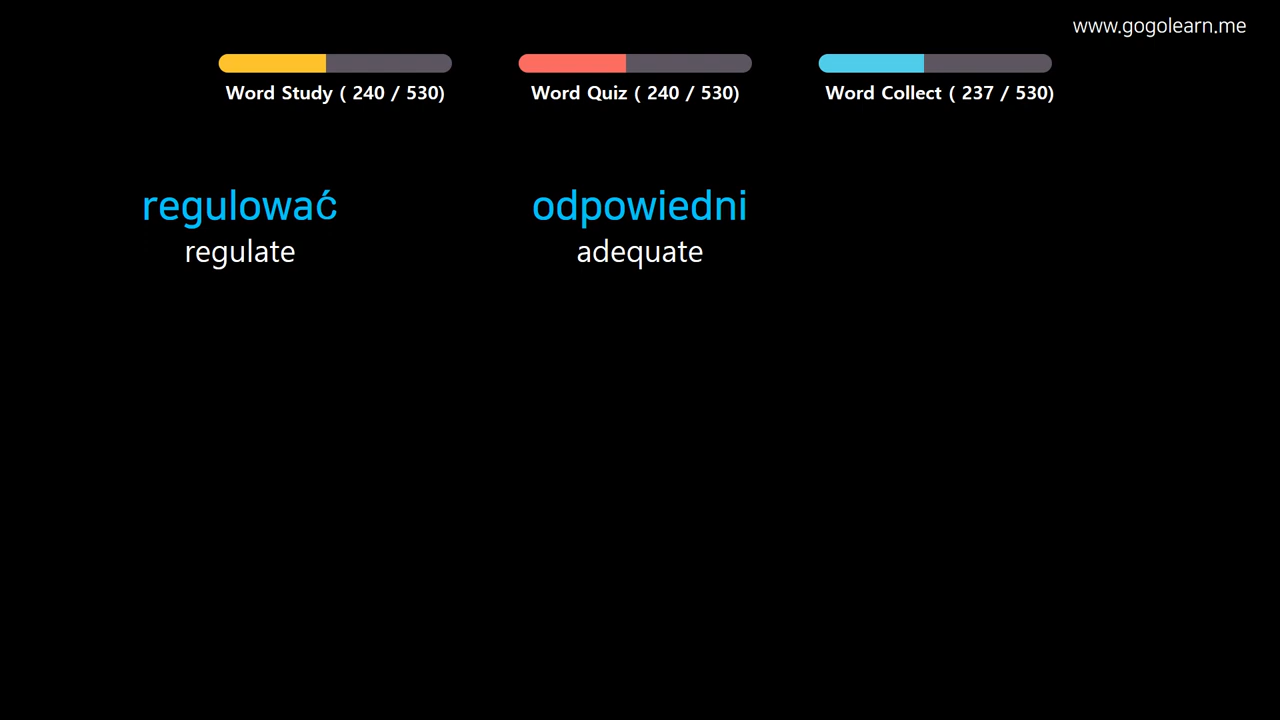 www.gogolearn.me
Word Study ( 240 / 530)
Word Quiz ( 240 / 530)
Word Collect ( 237 / 530)
regulować
regulate
odpowiedni
adequate